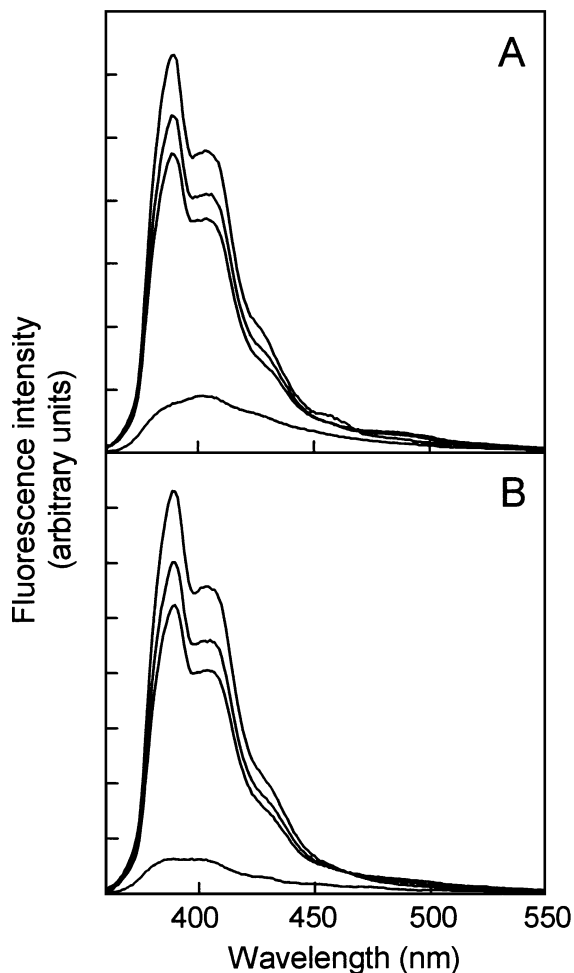 A
B
Fluorescence intensity
(arbitrary units)
400 450 500 550
Wavelength (nm)